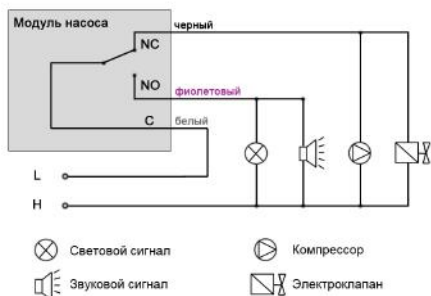 Модуль насоса
черный
NC
NO
фиолетовый
C
белый
L
Н
Световой сигнал
Компрессор
Звуковой сигнал
Электроклапан